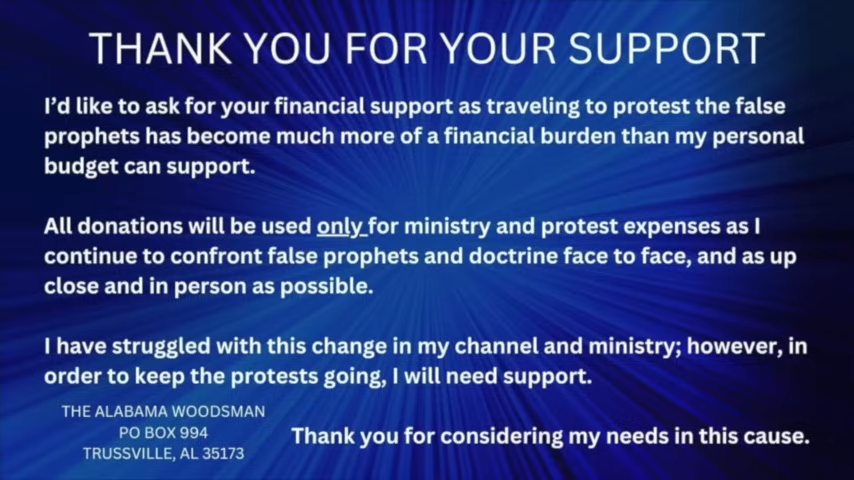 THANK YOU FOR YOUR SUPPORT
I'd like to ask for your financial support as traveling to protest the false
prophets has become much more of a financial burden than my personal
budget can support.
All donations will be used only for ministry and protest expenses as I
continue to confront false prophets and doctrine face to face, and as up
close and in person as possible.
I have struggled with this change in my channel and ministry; however, in
order to keep the protests going, I will need support.
THE ALABAMA WOODSMAN
PO BOX 994
TRUSSVILLE, AL 35173
Thank you for considering my needs in this cause.